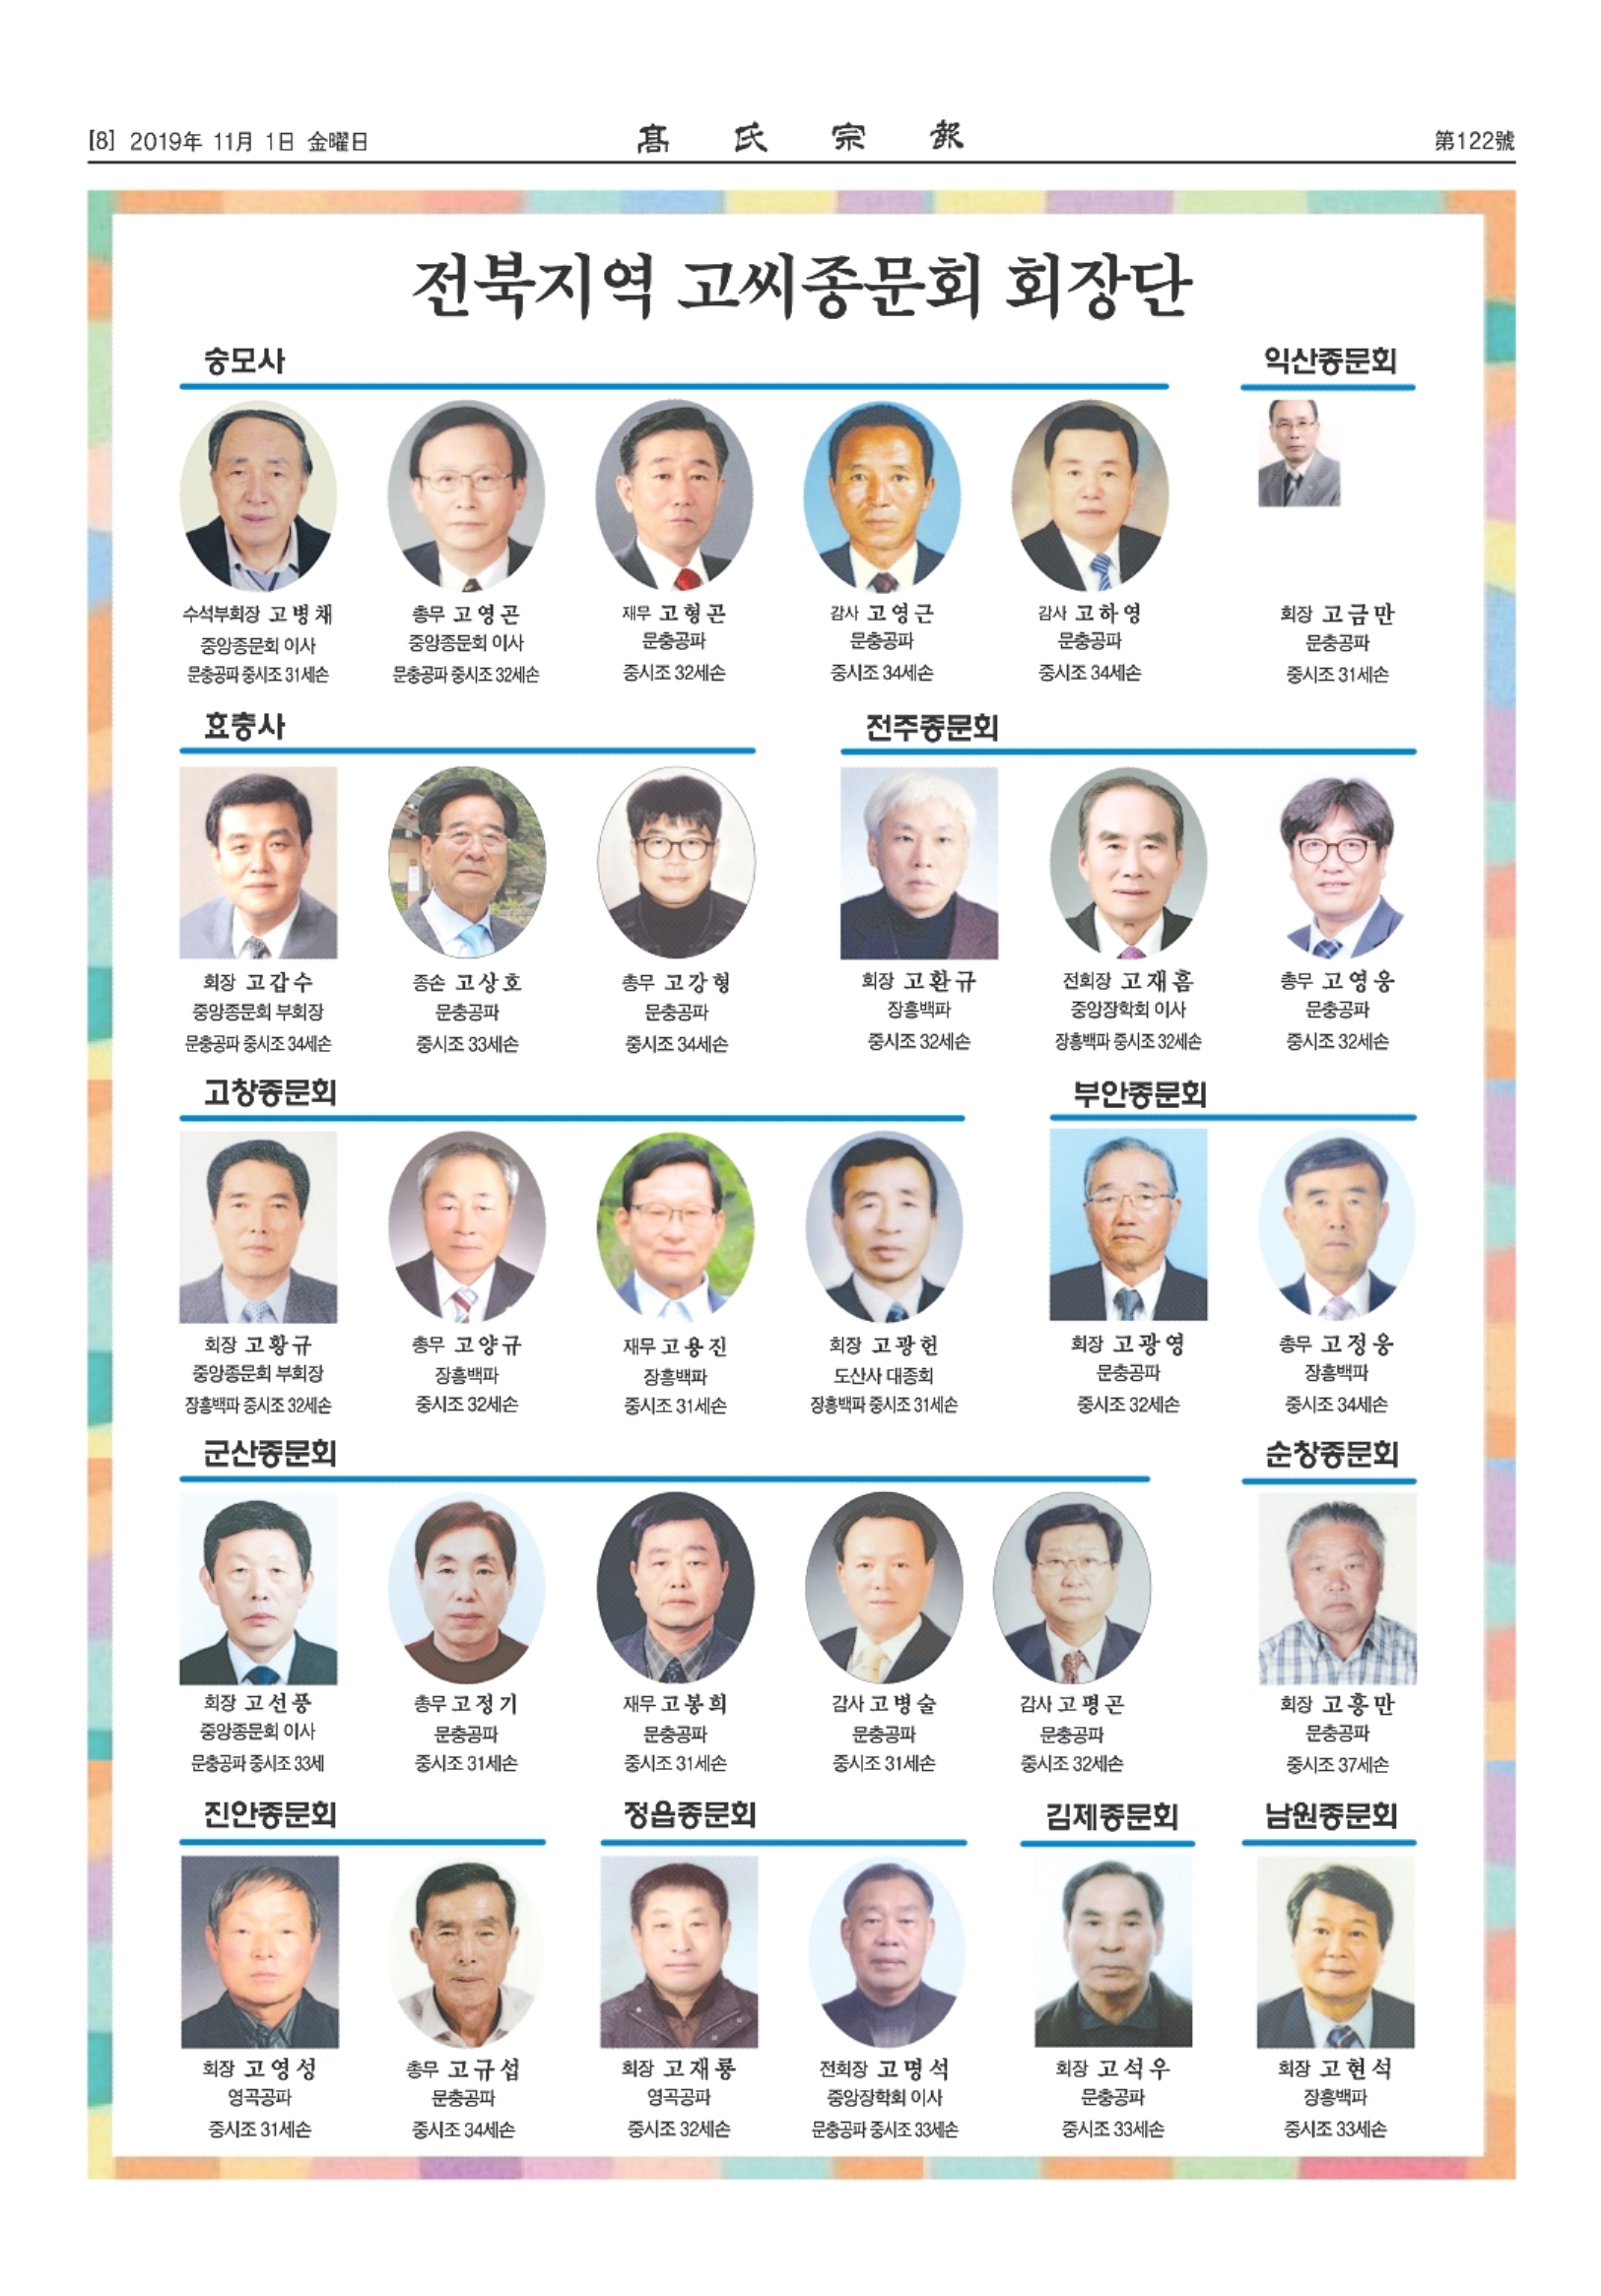 [8] 2019年 11月 1日 金曜日
髙氏宗報
第122號
전북지역 고씨종문회 회장단
숭모사
수석부회장 고병채
중앙종문회 이사
문충공파 중시조 31세손
총무 고영곤
중앙종문회 이사
문충공파 중시조 32세손
재무 고형곤
문충공파
중시조 32세손
감사 고영근
문충공파
중시조 34세손
감사 고하영
문충공파
중시조 34세손
익산종문회
회장 고금만
문충공파
중시조 31세손
효충사
회장 고갑수
중앙종문회 부회장
문충공파 중시조 34세손
종손 고상호
문충공파
중시조 33세손
총무 고강형
문충공파
중시조 34세손
전주종문회
회장 고환규
장흥백파
중시조 32세손
전회장 고재흠
중앙장학회 이사
장흥백파 중시조 32세손
총무 고영웅
문충공파
중시조 32세손
고창종문회
회장 고황규
중앙종문회 부회장
장흥백파 중시조 32세손
총무 고양규
장흥백파
중시조 32세손
재무 고용진
장흥백파
중시조 31세손
회장 고광헌
도산사 대종회
장흥백파 중시조 31세손
부안종문회
회장 고광영
문충공파
중시조 32세손
총무 고정웅
장흥백파
중시조 34세손
군산종문회
회장 고선풍
중앙종문회 이사
문충공파 중시조 33세
총무 고정기
문충공파
중시조 31세손
재무 고봉희
문충공파
중시조 31세손
감사 고병술
문충공파
중시조 31세손
감사 고평곤
문충공파
중시조 32세손
순창종문회
회장 고흥만
문충공파
중시조 37세손
진안종문회
회장 고영성
영곡공파
중시조 31세손
총무 고규섭
문충공파
중시조 34세손
정읍종문회
회장 고재룡
영곡공파
중시조 32세손
전회장 고명석
중앙장학회 이사
문충공파 중시조 33세손
김제종문회
회장 고석우
문충공파
중시조 33세손
남원종문회
회장 고현석
장흥백파
중시조 33세손